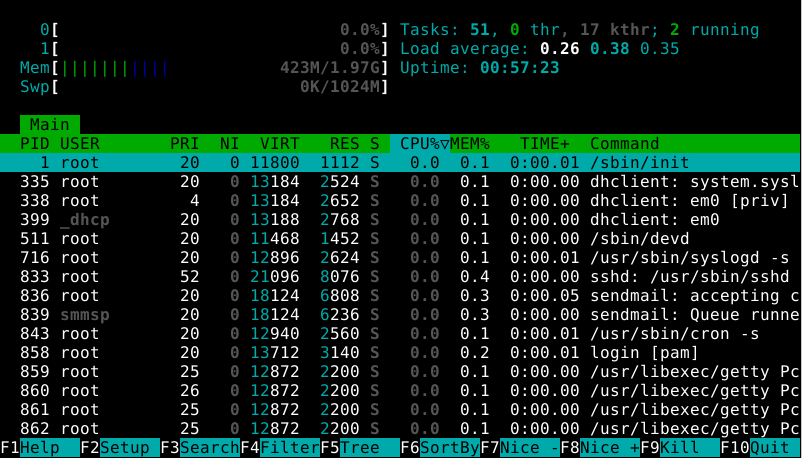 0[ 0.0%] Tasks: 51, 0 thr, 17 kthr; 2 running
1[ 0.0%] Load average: 0.26 0.38 0.35
Mem[||||||||||| 423M/1.97G] Uptime: 00:57:23
Swp[ 0K/1024M]
Main
PID USER PRI NI VIRT RES S CPU%▽MEM% TIME+ Command
1 root 20 0 11800 1112 S 0.0 0.1 0:00.01 /sbin/init
335 root 20 0 13184 2524 S 0.0 0.1 0:00.00 dhclient: system.sysl
338 root 4 0 13184 2652 S 0.0 0.1 0:00.00 dhclient: em0 [priv]
399 _dhcp 20 0 13188 2768 S 0.0 0.1 0:00.00 dhclient: em0
511 root 20 0 11468 1452 S 0.0 0.1 0:00.00 /sbin/devd
716 root 20 0 12896 2624 S 0.0 0.1 0:00.01 /usr/sbin/syslogd -s
833 root 52 0 21096 8076 S 0.0 0.4 0:00.00 sshd: /usr/sbin/sshd
836 root 20 0 18124 6808 S 0.0 0.3 0:00.05 sendmail: accepting c
839 smmsp 20 0 18124 6236 S 0.0 0.3 0:00.00 sendmail: Queue runne
843 root 20 0 12940 2560 S 0.0 0.1 0:00.01 /usr/sbin/cron -s
858 root 20 0 13712 3140 S 0.0 0.2 0:00.01 login [pam]
859 root 25 0 12872 2200 S 0.0 0.1 0:00.00 /usr/libexec/getty Pc
860 root 26 0 12872 2200 S 0.0 0.1 0:00.00 /usr/libexec/getty Pc
861 root 25 0 12872 2200 S 0.0 0.1 0:00.00 /usr/libexec/getty Pc
862 root 25 0 12872 2200 S 0.0 0.1 0:00.00 /usr/libexec/getty Pc
F1Help F2Setup F3SearchF4FilterF5Tree F6SortByF7Nice -F8Nice +F9Kill F10Quit